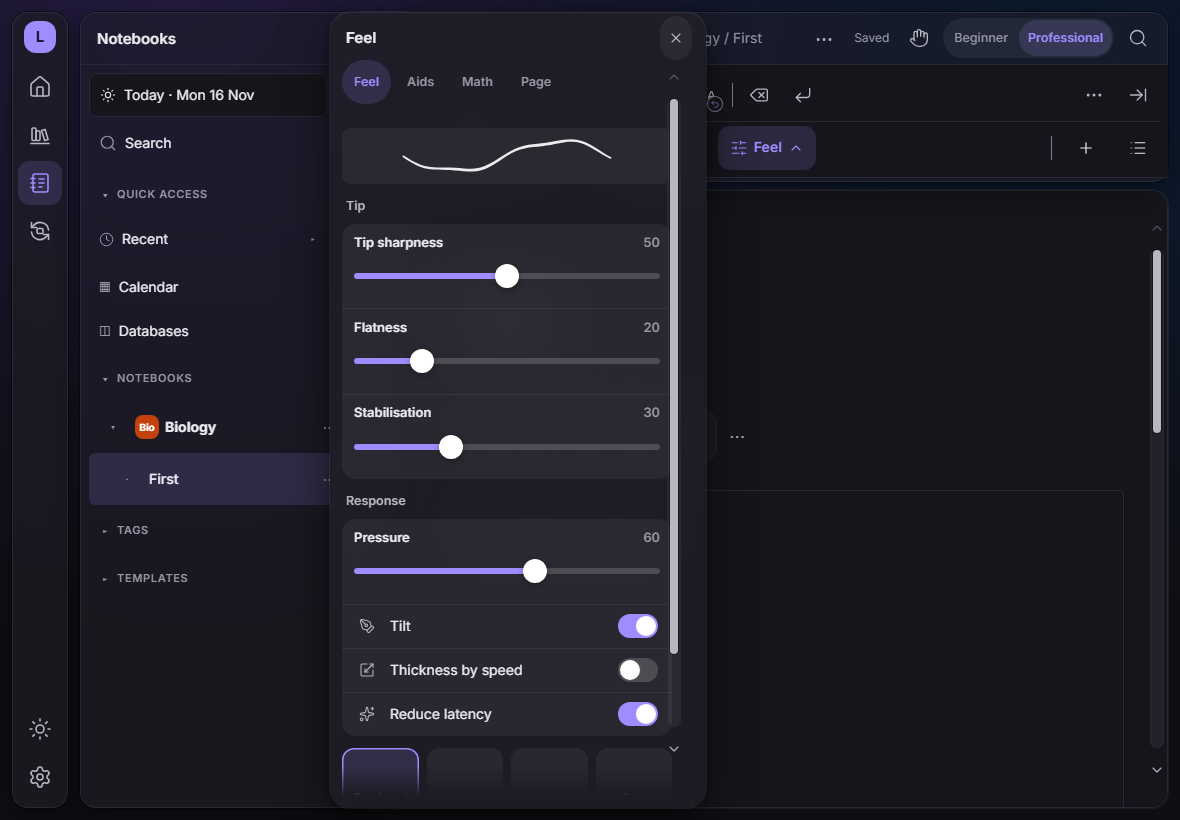 L
Notebooks
Today · Mon 16 Nov
Search
QUICK ACCESS
Recent
Calendar
Databases
NOTEBOOKS
Bio Biology
First
TAGS
TEMPLATES
Feel
Feel Aids Math Page
Tip
Tip sharpness 50
Flatness 20
Stabilisation 30
Response
Pressure 60
Tilt
Thickness by speed
Reduce latency
/ First
Saved
Beginner Professional
Feel